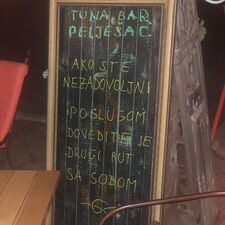 TUNA BAR
PELJEŠAC
AKO STE
NEZADOVOLJNI
POSLUGOM
DOVEDITE JE
DRUGI PUT
SA SOBOM